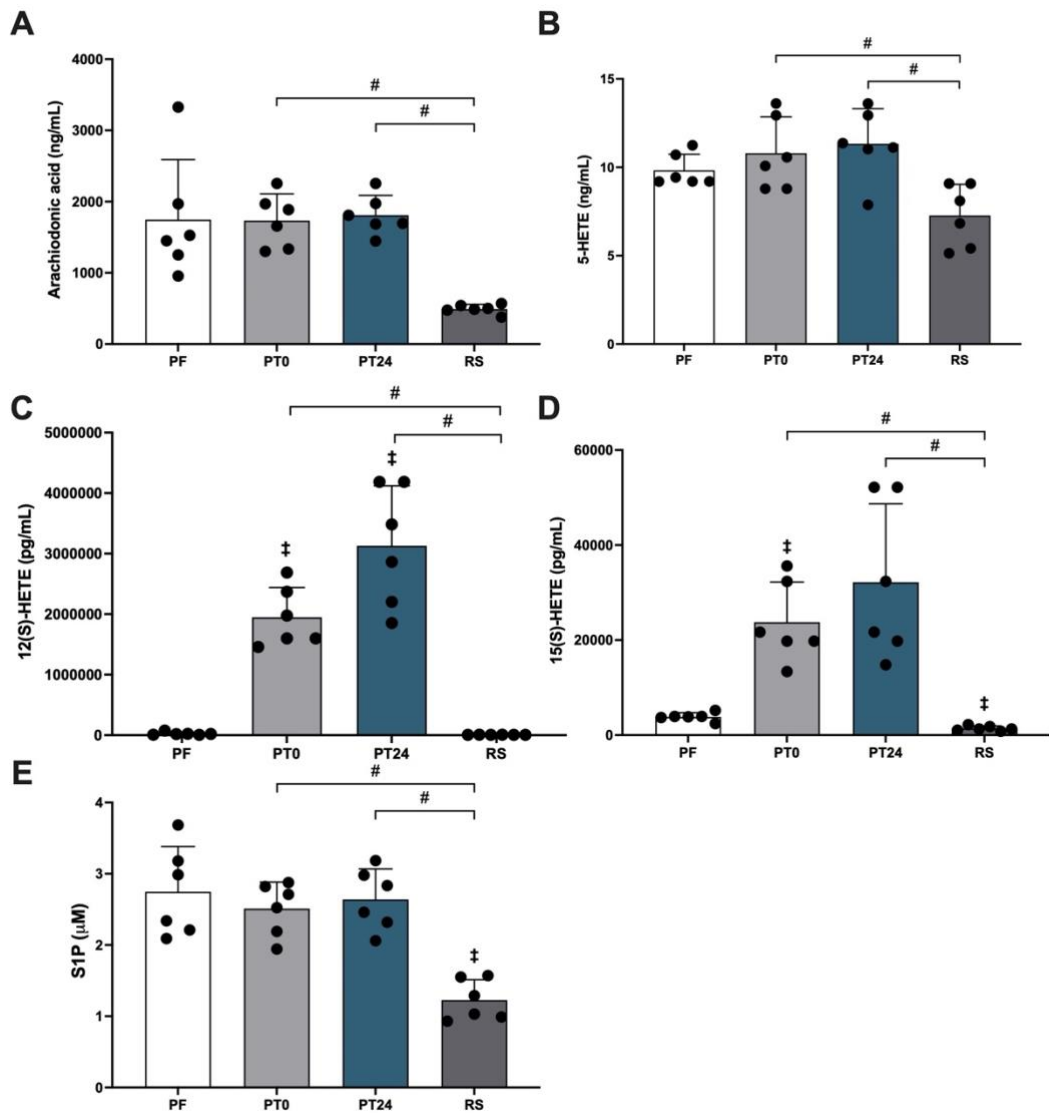 A
Arachiodonic acid (ng/mL)
4000
3000
2000
1000
0
#
#
PF PT0 PT24 RS
B
5-HETE (ng/mL)
15
10
5
0
#
#
PF PT0 PT24 RS
C
12(S)-HETE (pg/mL)
5000000
4000000
3000000
2000000
1000000
0
#
#
‡
‡
PF PT0 PT24 RS
D
15(S)-HETE (pg/mL)
60000
40000
20000
0
#
#
‡
‡
PF PT0 PT24 RS
E
S1P (μM)
4
3
2
1
0
#
#
‡
PF PT0 PT24 RS